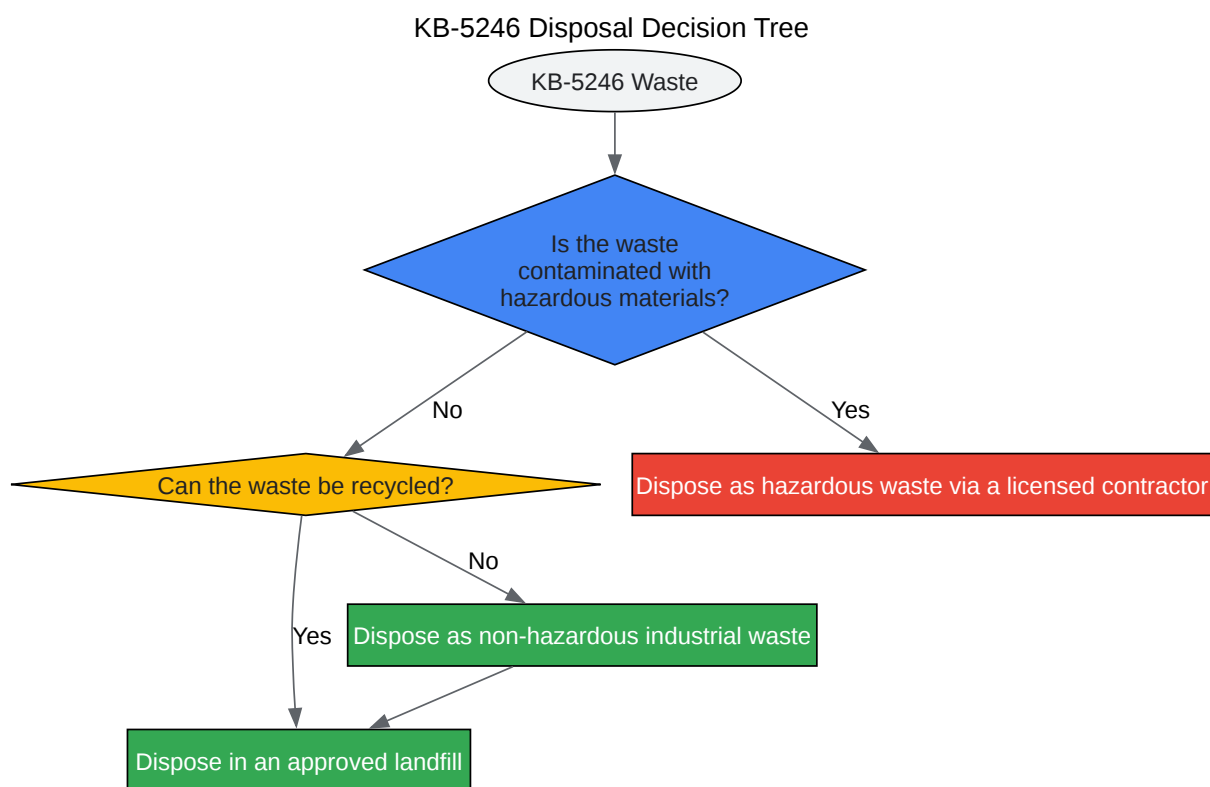 KB-5246 Disposal Decision Tree
KB-5246 Waste
Is the waste
contaminated with
hazardous materials?
No
Yes
Can the waste be recycled?
Dispose as hazardous waste via a licensed contractor
No
Yes
Dispose as non-hazardous industrial waste
Dispose in an approved landfill